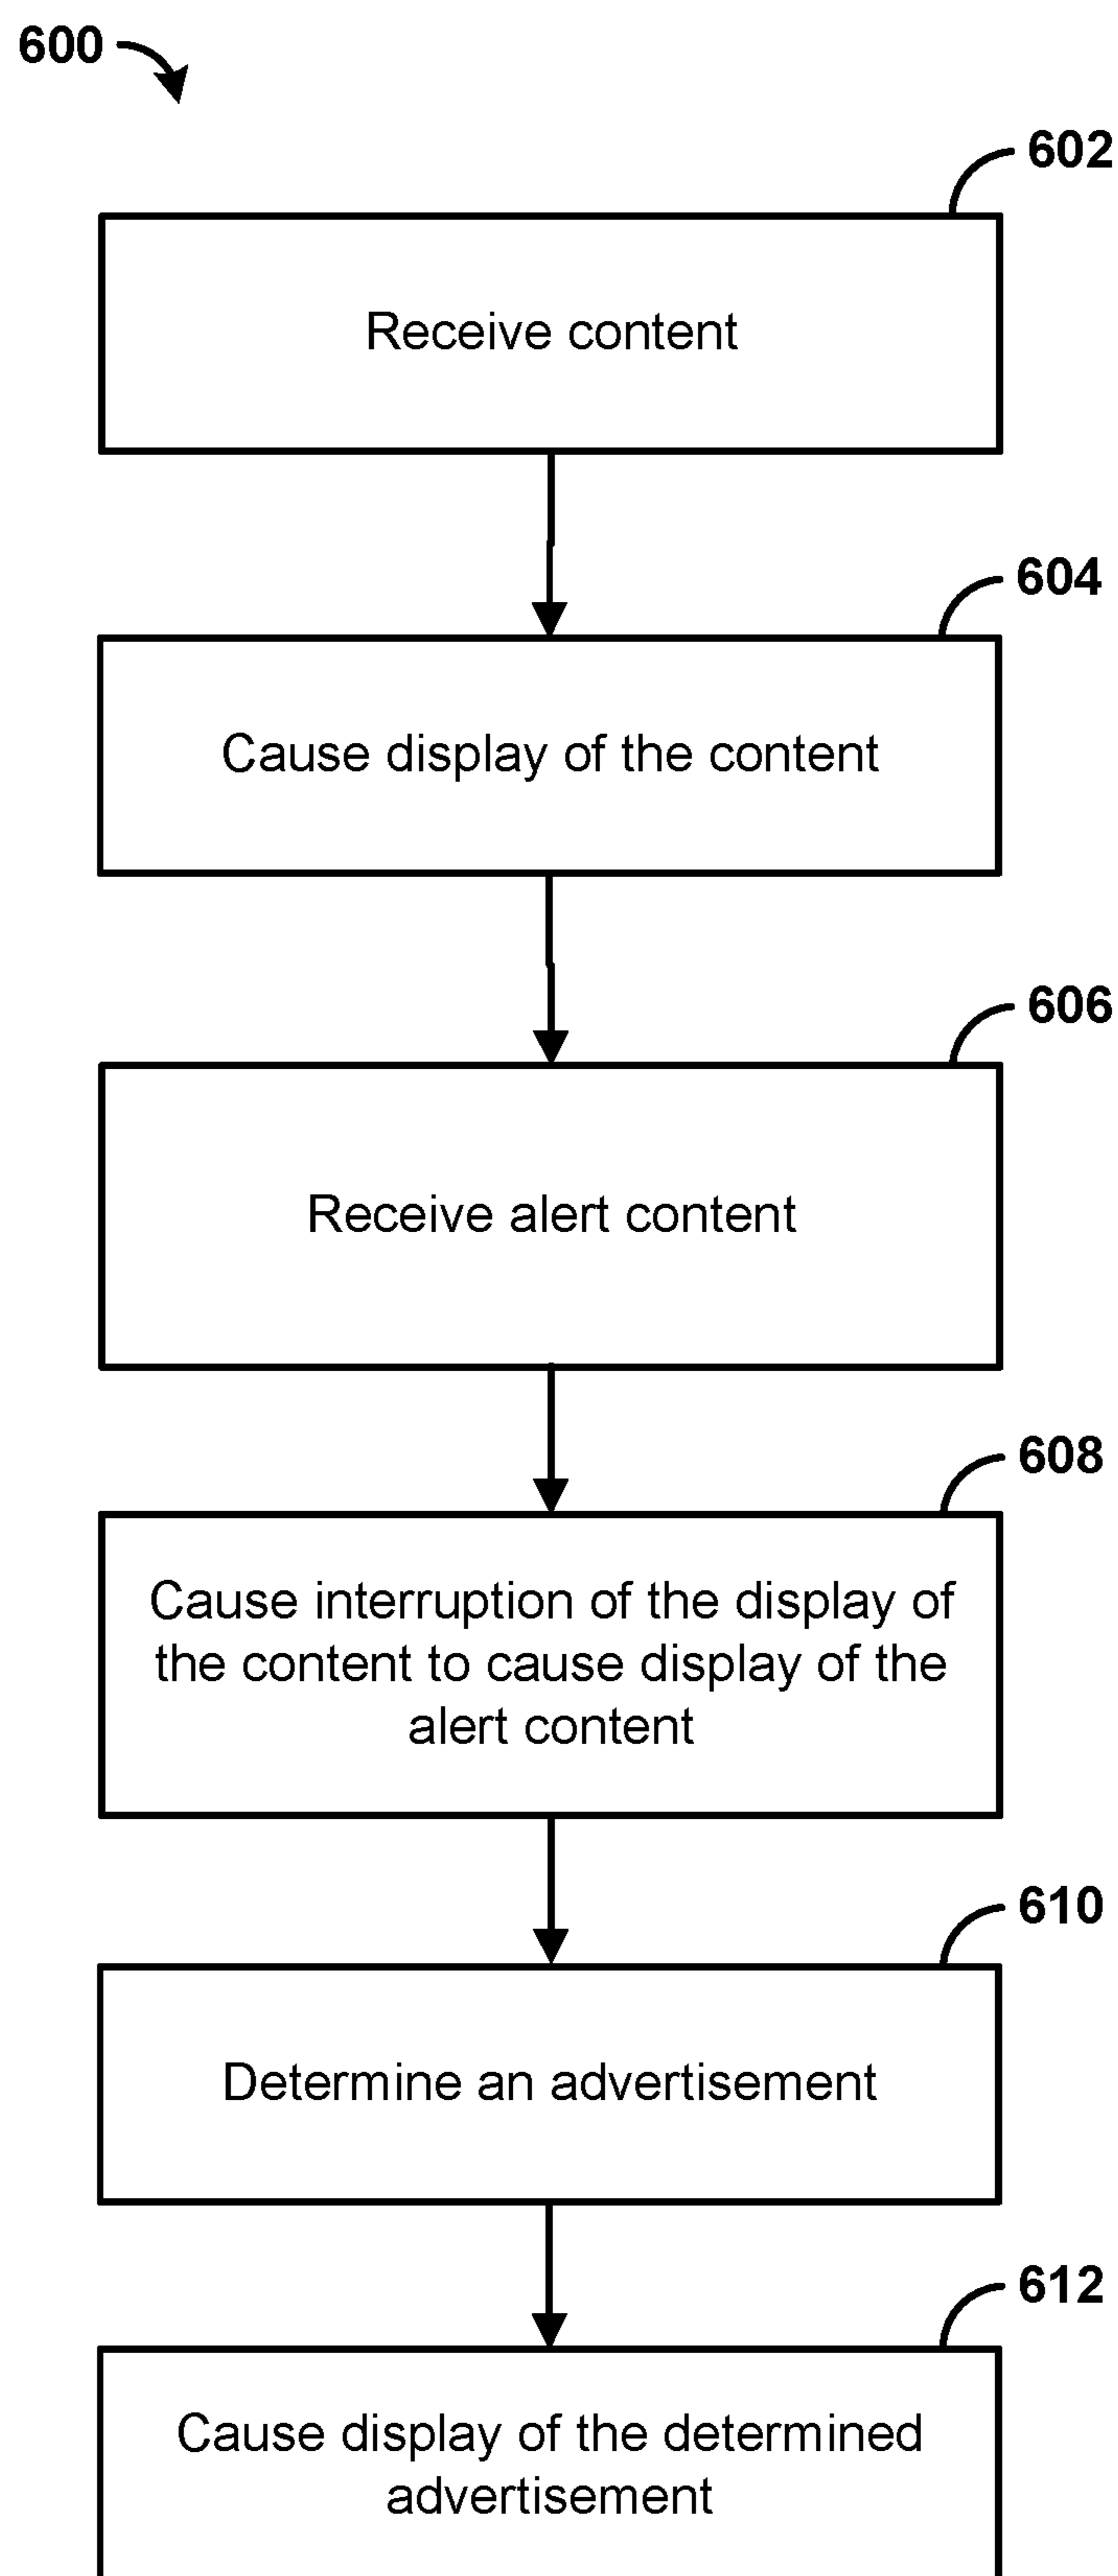 600
602
Receive content
604
Cause display of the content
606
Receive alert content
608
Cause interruption of the display of
the content to cause display of the
alert content
610
Determine an advertisement
612
Cause display of the determined
advertisement